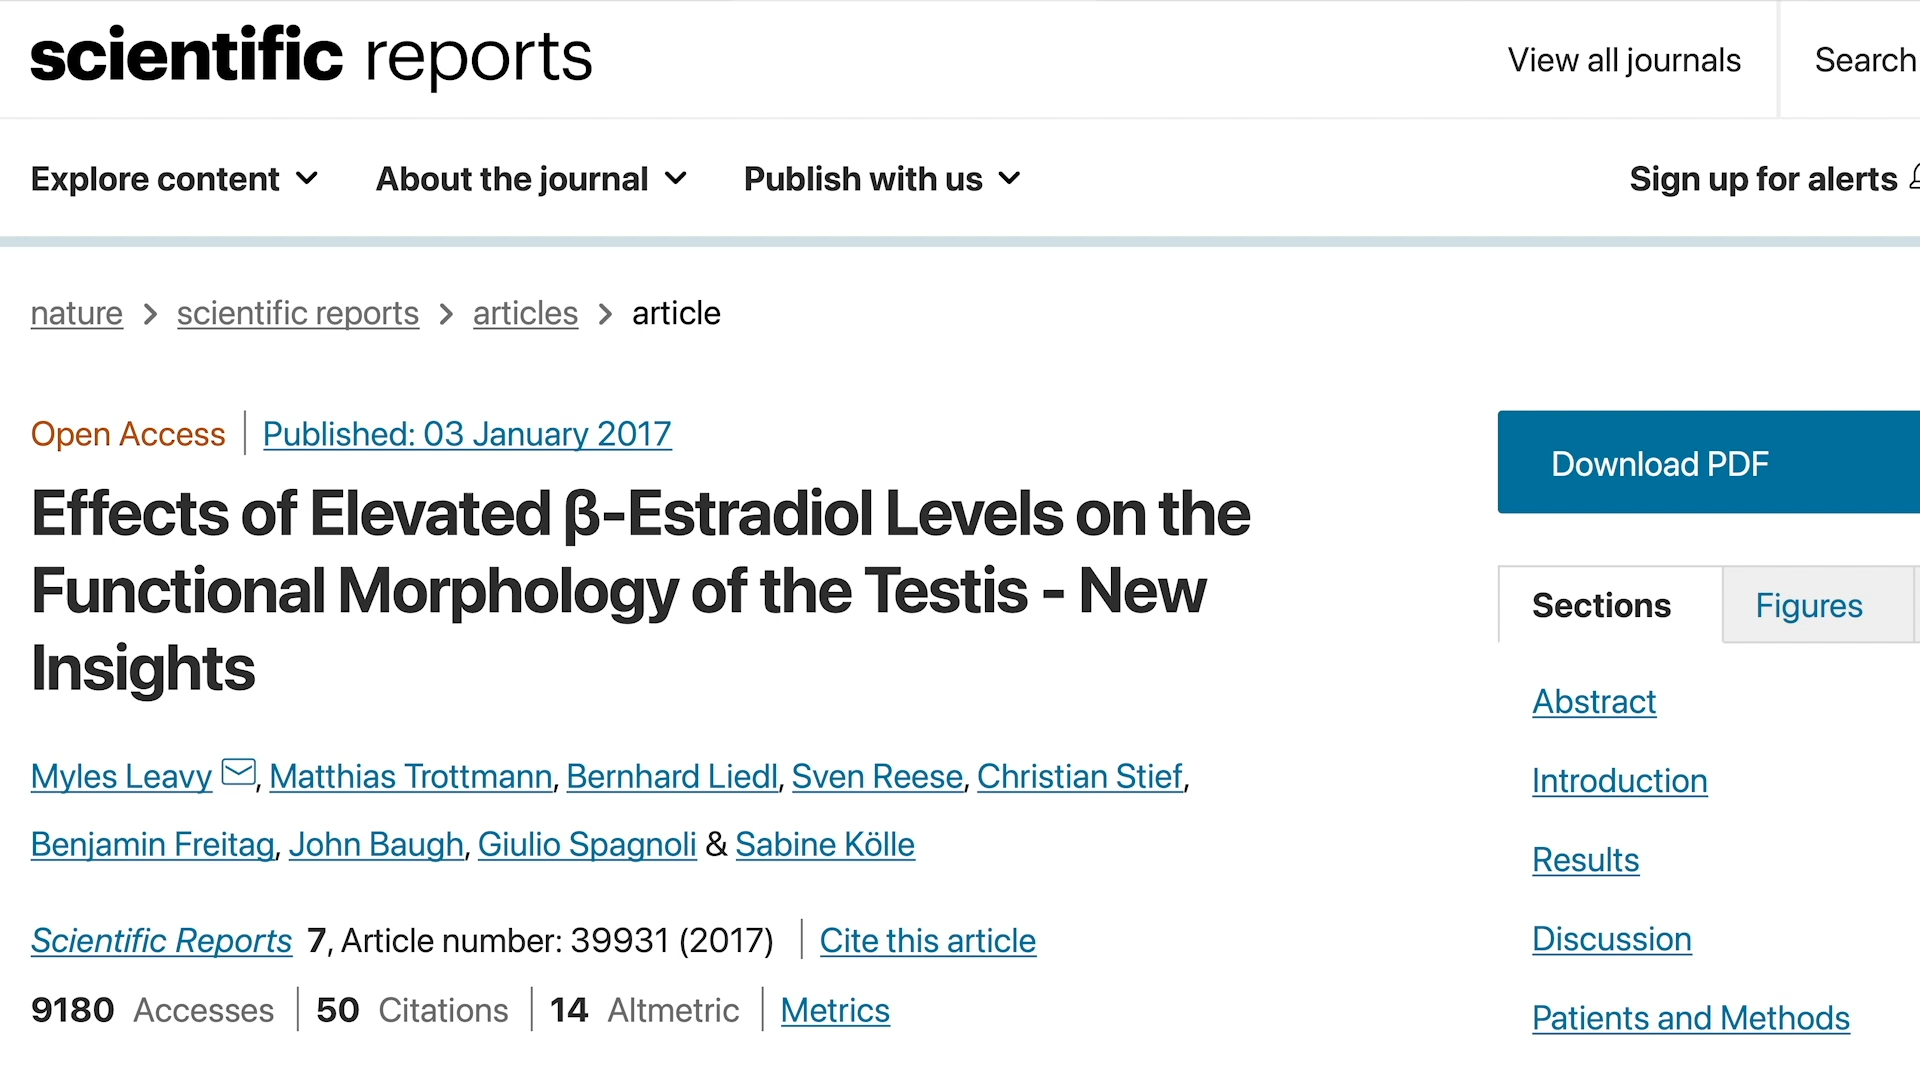 scientific reports
View all journals
Search
Explore content
About the journal
Publish with us
Sign up for alerts
nature > scientific reports > articles > article
Open Access
Published: 03 January 2017
Effects of Elevated β-Estradiol Levels on the
Functional Morphology of the Testis - New
Insights
Myles Leavy, Matthias Trottmann, Bernhard Liedl, Sven Reese, Christian Stief,
Benjamin Freitag, John Baugh, Giulio Spagnoli & Sabine Kölle
Scientific Reports 7, Article number: 39931 (2017)
Cite this article
9180 Accesses
50 Citations
14 Altmetric
Metrics
Download PDF
Sections
Figures
Abstract
Introduction
Results
Discussion
Patients and Methods